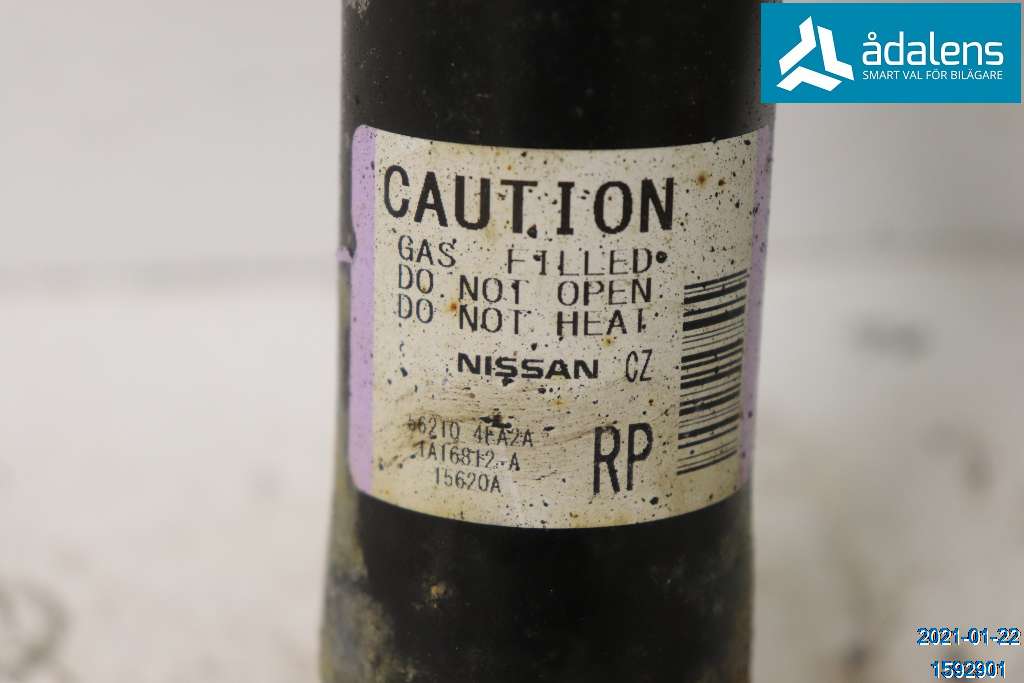 ådalens
SMART VAL FÖR BILÄGARE
CAUTION
GAS FILLED
DO NOT OPEN
DO NOT HEAT
NISSAN CZ
56210 4EA2A
1A16812-A
15620A
RP
2021-01-22
1592901